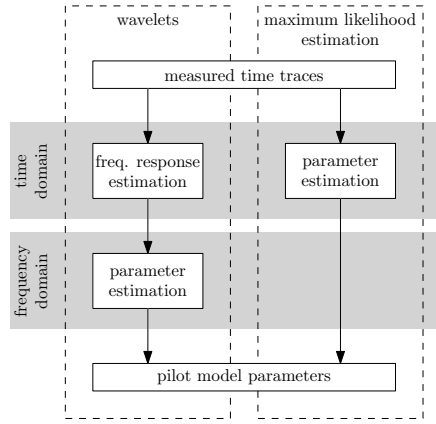 wavelets
maximum likelihood
estimation
measured time traces
time
domain
freq. response
estimation
parameter
estimation
frequency
domain
parameter
estimation
pilot model parameters